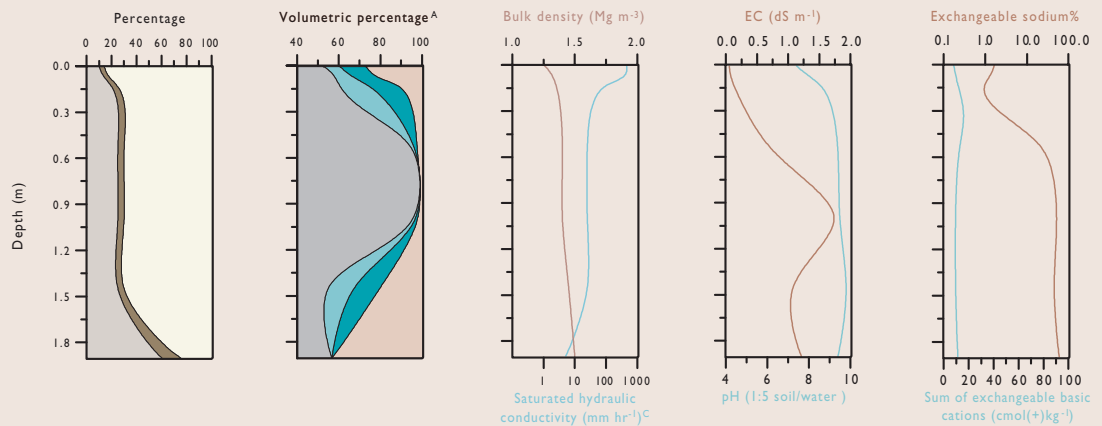 Percentage
0 20 40 60 80 100
Depth (m)
0.0
0.3
0.6
0.9
1.2
1.5
1.8
Volumetric percentageᴬ
40 60 80 100
Bulk density (Mg m⁻³)
1.0 1.5 2.0
1 10 100 1000
Saturated hydraulic
conductivity (mm hr⁻¹)ᶜ
EC (dS m⁻¹)
0.0 0.5 1.0 1.5 2.0
4 6 8 10
pH (1:5 soil/water )
Exchangeable sodium%
0.1 1.0 10.0 100.0
0 20 40 60 80 100
Sum of exchangeable basic
cations (cmol(+)kg⁻¹)